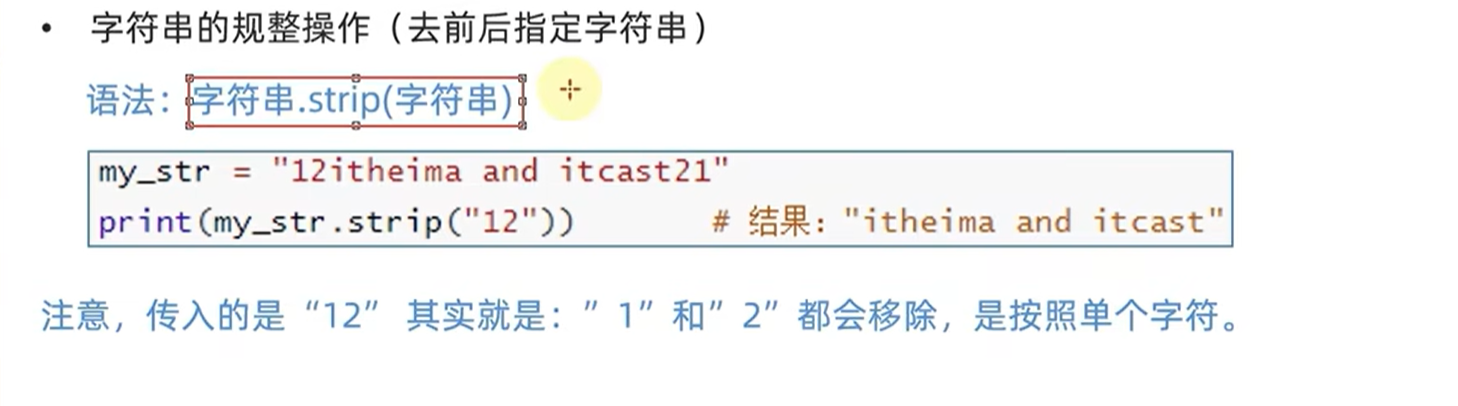 • 字符串的规整操作（去前后指定字符串）
语法：字符串.strip(字符串)
my_str = "12itheima and itcast21"
print(my_str.strip("12"))        # 结果："itheima and itcast"
注意，传入的是“12” 其实就是：”1”和”2”都会移除，是按照单个字符。